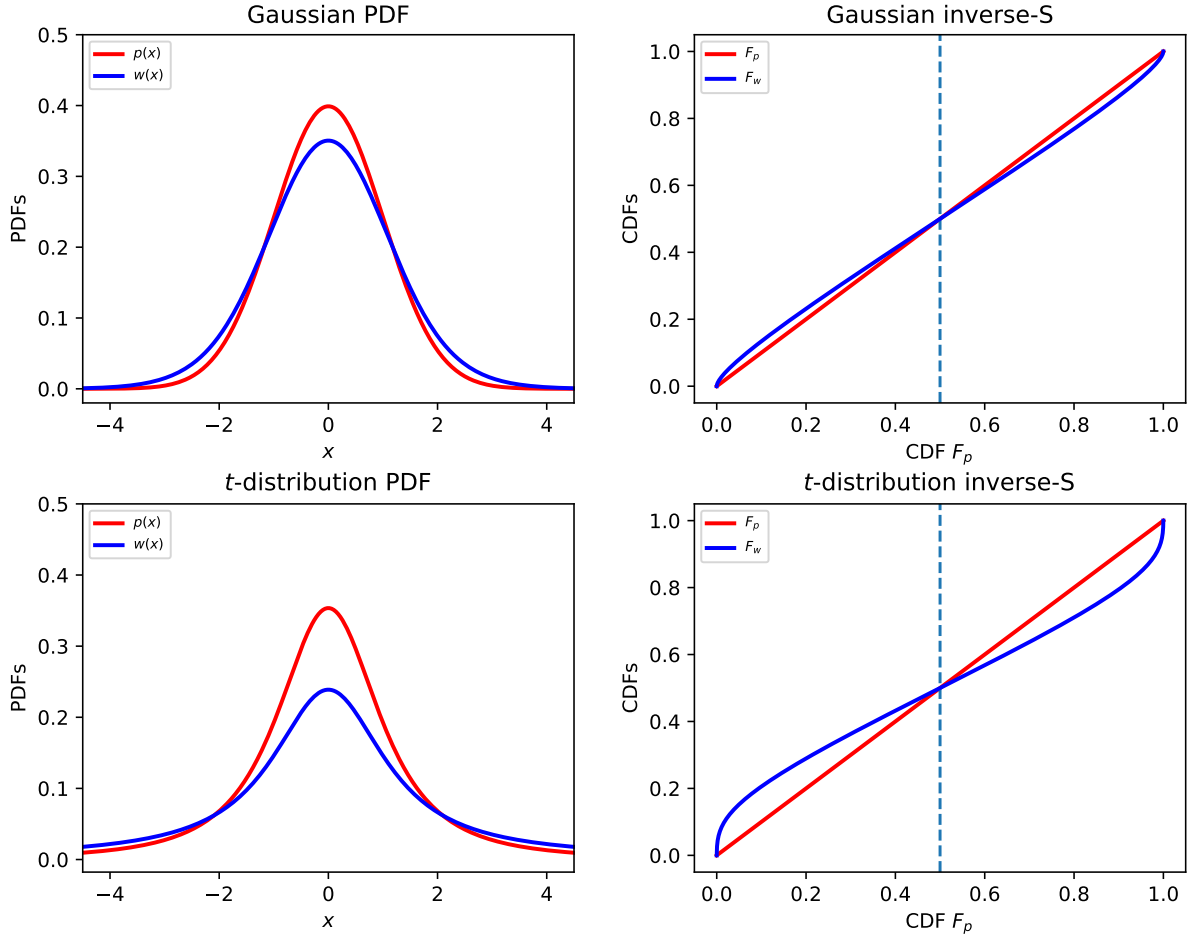 Gaussian PDF
0.5
0.4
0.3
0.2
0.1
0.0
PDFs
p(x)
w(x)
−4
−2
0
2
4
x
Gaussian inverse-S
1.0
0.8
0.6
0.4
0.2
0.0
CDFs
F_p
F_w
0.0
0.2
0.4
0.6
0.8
1.0
CDF F_p
t-distribution PDF
0.5
0.4
0.3
0.2
0.1
0.0
PDFs
p(x)
w(x)
−4
−2
0
2
4
x
t-distribution inverse-S
1.0
0.8
0.6
0.4
0.2
0.0
CDFs
F_p
F_w
0.0
0.2
0.4
0.6
0.8
1.0
CDF F_p